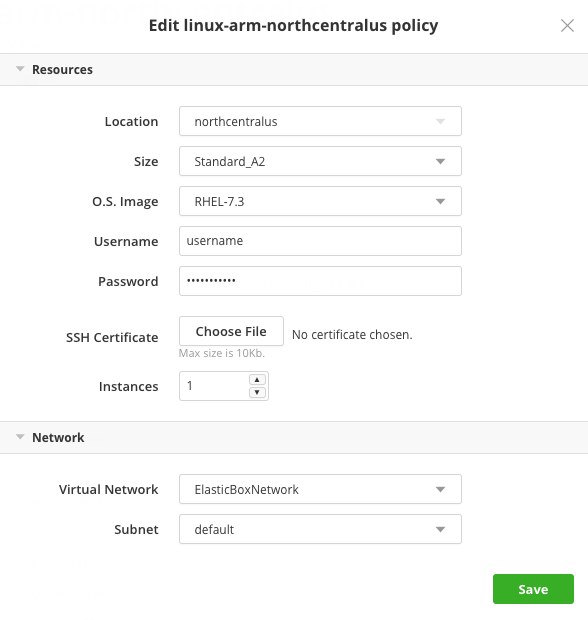 Edit linux-arm-northcentralus policy
Resources
Location northcentralus
Size Standard_A2
O.S. Image RHEL-7.3
Username username
Password •••••••••••
SSH Certificate Choose File No certificate chosen.
Max size is 10Kb.
Instances 1
Network
Virtual Network ElasticBoxNetwork
Subnet default
Save